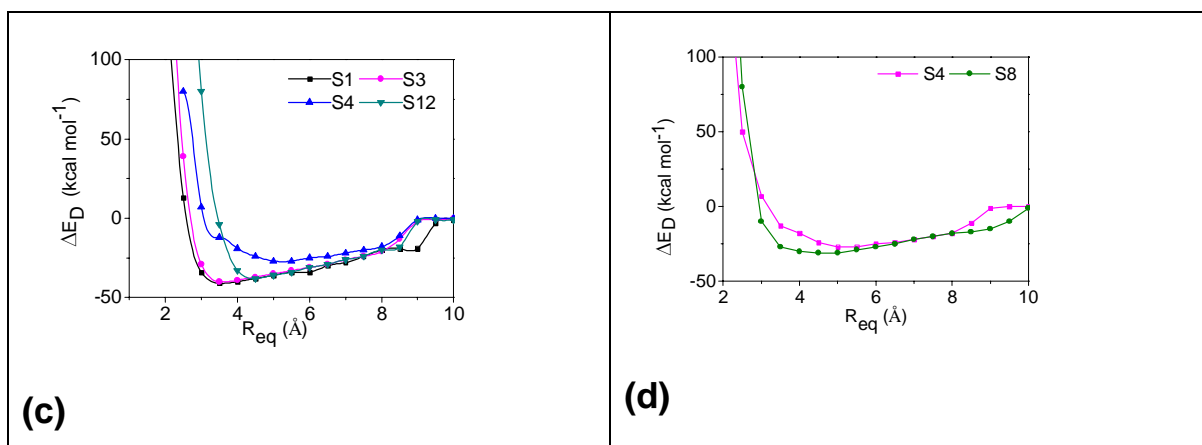 100
50
0
-50
ΔE_D (kcal mol⁻¹)
S1 S3
S4 S12
2 4 6 8 10
R_eq (Å)
(c)
100
50
0
-50
ΔE_D (kcal mol⁻¹)
S4 S8
2 4 6 8 10
R_eq (Å)
(d)